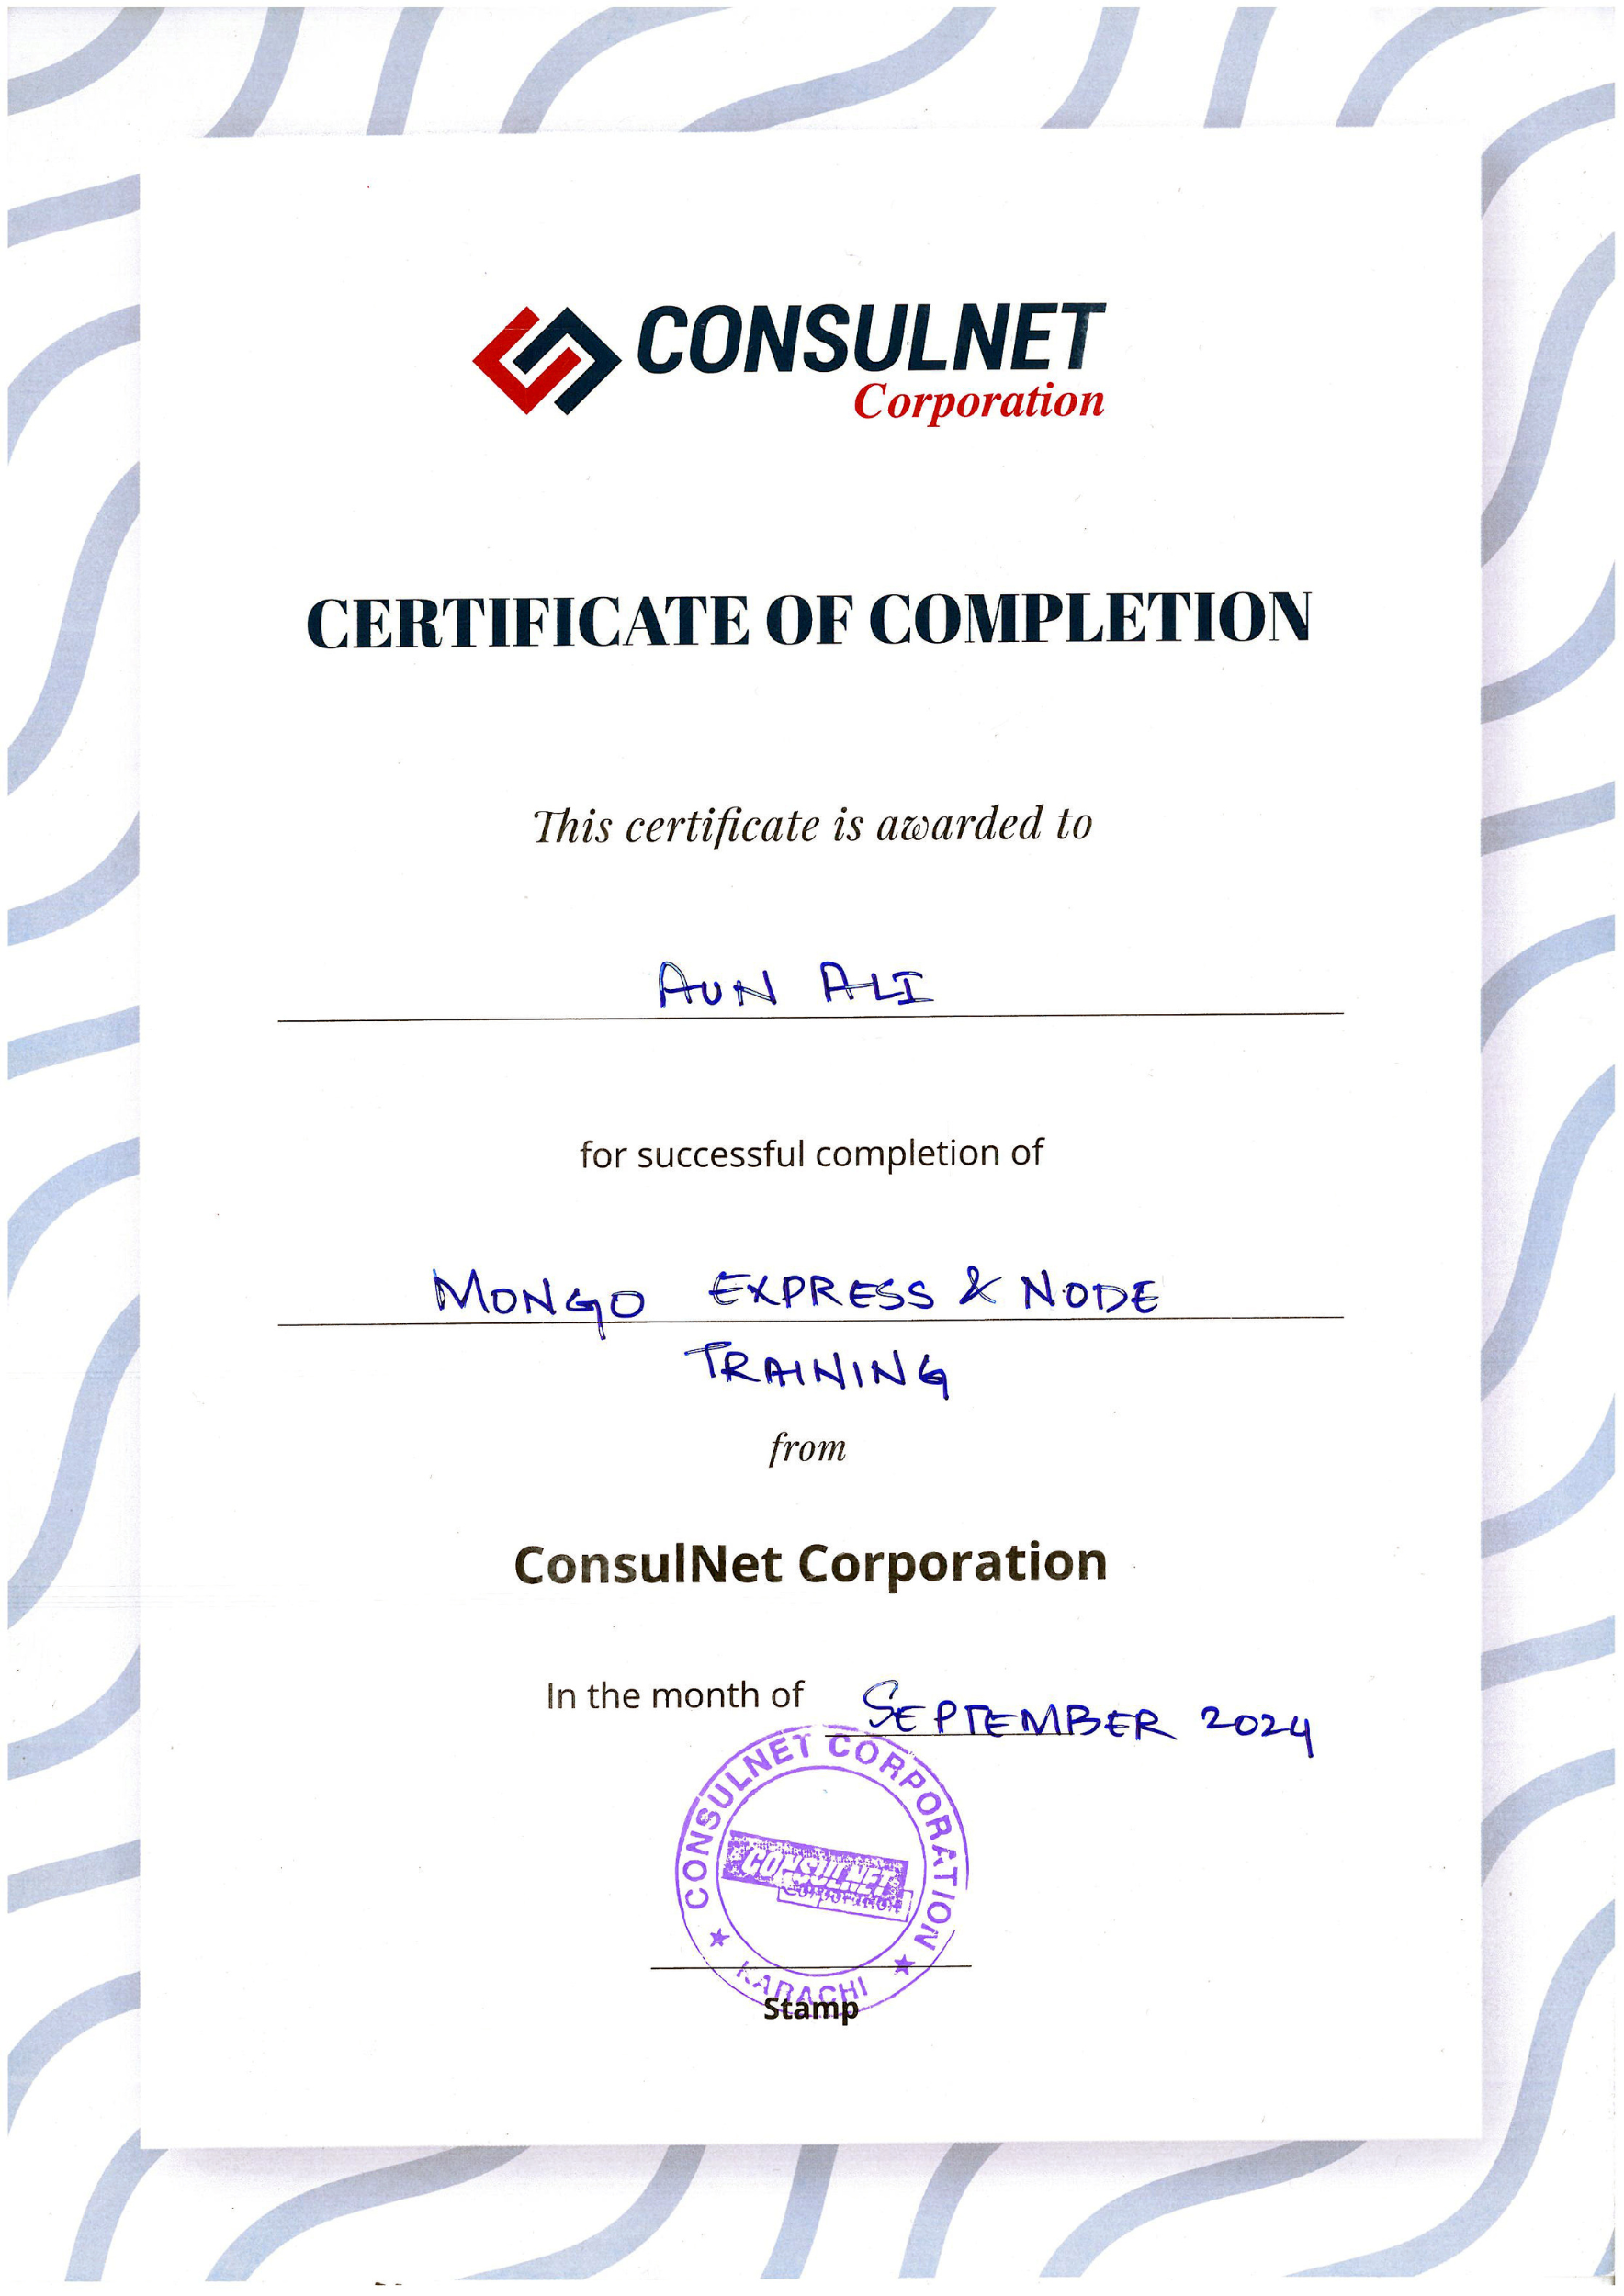 CONSULNET
Corporation
CERTIFICATE OF COMPLETION
This certificate is awarded to
AUN ALI
for successful completion of
MONGO EXPRESS & NODE
TRAINING
from
ConsulNet Corporation
In the month of SEPTEMBER 2024
CONSULNET CORPORATION
CONSULNET
Corporation
★ KARACHI ★
Stamp